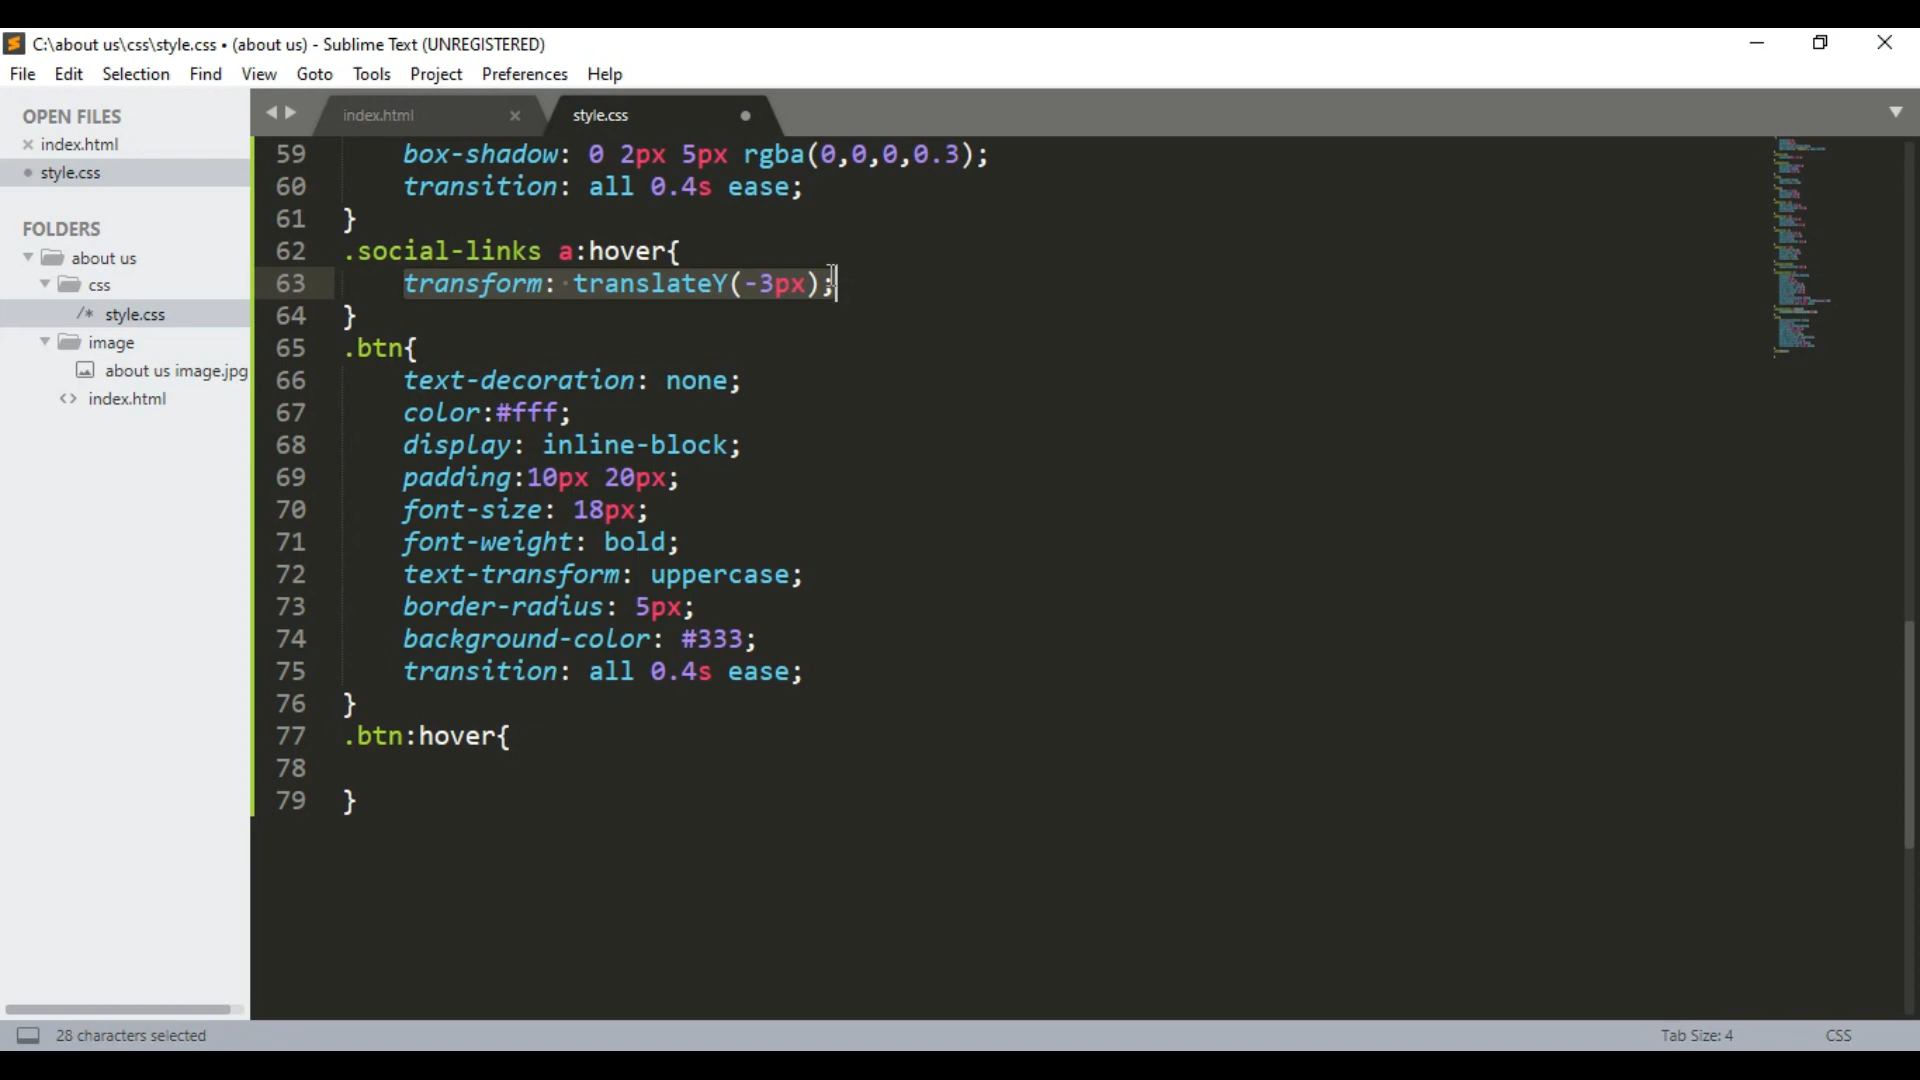 C:\about us\css\style.css • (about us) - Sublime Text (UNREGISTERED)
File Edit Selection Find View Goto Tools Project Preferences Help
OPEN FILES
index.html
style.css
FOLDERS
about us
css
/* style.css
image
about us image.jpg
<> index.html
index.html
style.css
59 box-shadow: 0 2px 5px rgba(0,0,0,0.3);
60 transition: all 0.4s ease;
61 }
62 .social-links a:hover{
63 transform: translateY(-3px);
64 }
65 .btn{
66 text-decoration: none;
67 color:#fff;
68 display: inline-block;
69 padding:10px 20px;
70 font-size: 18px;
71 font-weight: bold;
72 text-transform: uppercase;
73 border-radius: 5px;
74 background-color: #333;
75 transition: all 0.4s ease;
76 }
77 .btn:hover{
78
79 }
28 characters selected
Tab Size: 4
CSS